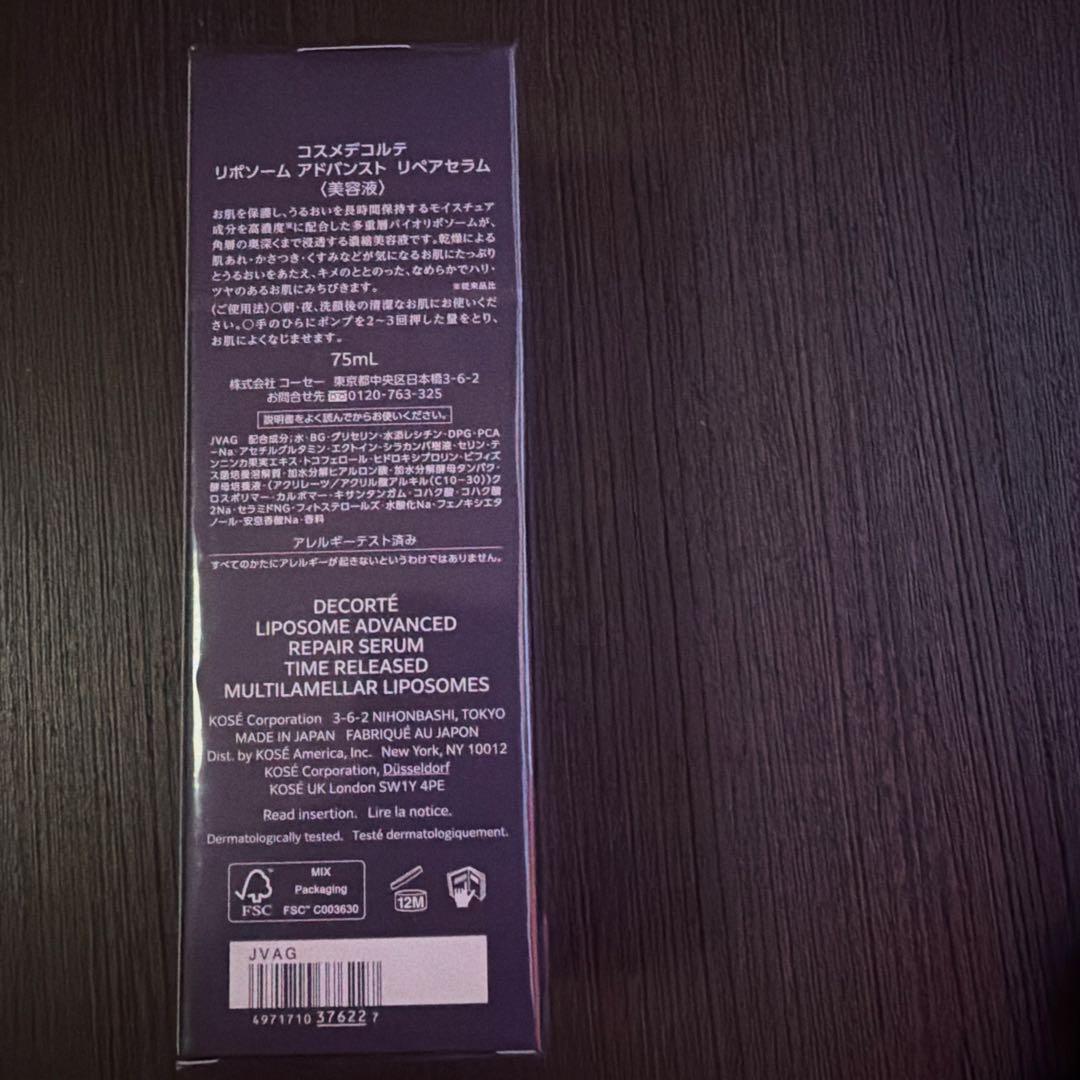 コスメデコルテ
リポソーム アドバンスト リペアセラム
〈美容液〉
お肌を保護し、うるおいを長時間保持するモイスチュア
成分を高濃度※に配合した多重層バイオリポソームが、
角層の奥深くまで浸透する濃縮美容液です。乾燥による
肌あれ・かさつき・くすみなどが気になるお肌にたっぷり
とうるおいをあたえ、キメのととのった、なめらかでハリ・
ツヤのあるお肌にみちびきます。 ※従来品比
〈ご使用法〉○朝・夜、洗顔後の清潔なお肌にお使いくだ
さい。○手のひらにポンプを2~3回押した量をとり、
お肌によくなじませます。
75mL
株式会社 コーセー 東京都中央区日本橋3-6-2
お問合せ先 0120-763-325
説明書をよく読んでからお使いください。
JVAG 配合成分;水・BG・グリセリン・水添レシチン・DPG・PCA
-Na・アセチルグルタミン・エクトイン・シラカンバ樹液・セリン・テ
ンニンカ果実エキス・トコフェロール・ヒドロキシプロリン・ビフィズ
ス菌培養溶解質・加水分解ヒアルロン酸・加水分解酵母タンパク・
酵母培養液・(アクリレーツ/アクリル酸アルキル(C10-30))ク
ロスポリマー・カルボマー・キサンタンガム・コハク酸・コハク酸
2Na・セラミドNG・フィトステロールズ・水酸化Na・フェノキシエタ
ノール・安息香酸Na・香料
アレルギーテスト済み
すべてのかたにアレルギーが起きないというわけではありません。
DECORTÉ
LIPOSOME ADVANCED
REPAIR SERUM
TIME RELEASED
MULTILAMELLAR LIPOSOMES
KOSÉ Corporation 3-6-2 NIHONBASHI, TOKYO
MADE IN JAPAN FABRIQUÉ AU JAPON
Dist. by KOSÉ America, Inc. New York, NY 10012
KOSÉ Corporation, Düsseldorf
KOSÉ UK London SW1Y 4PE
Read insertion. Lire la notice.
Dermatologically tested. Testé dermatologiquement.
MIX
Packaging
FSC FSC™ C003630
12M
JVAG
4971710 37622 7